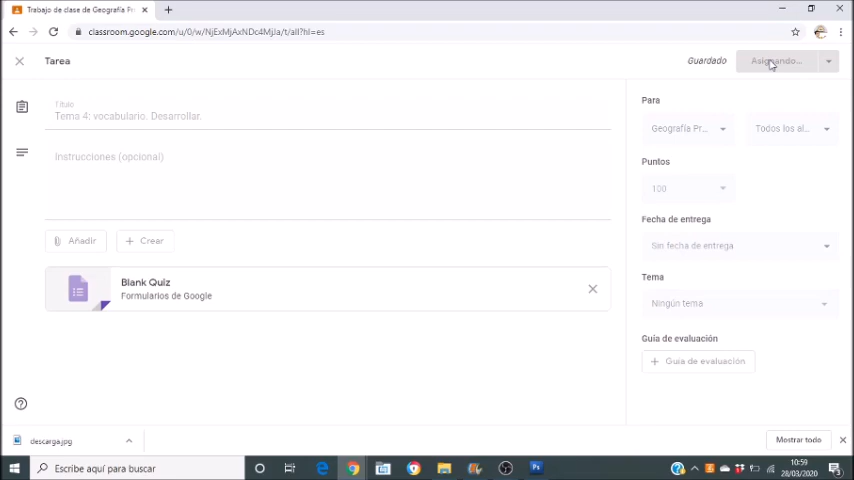 Trabajo de clase de Geografía Pr
classroom.google.com/u/0/w/NjExMjAxNDc4MjIa/t/all?hl=es
Tarea
Guardado
Asignando...
Título
Tema 4: vocabulario. Desarrollar.
Instrucciones (opcional)
Añadir
Crear
Blank Quiz
Formularios de Google
Para
Geografía Pr...
Todos los al...
Puntos
100
Fecha de entrega
Sin fecha de entrega
Tema
Ningún tema
Guía de evaluación
Guía de evaluación
descarga.jpg
Mostrar todo
Escribe aquí para buscar
10:59
28/03/2020